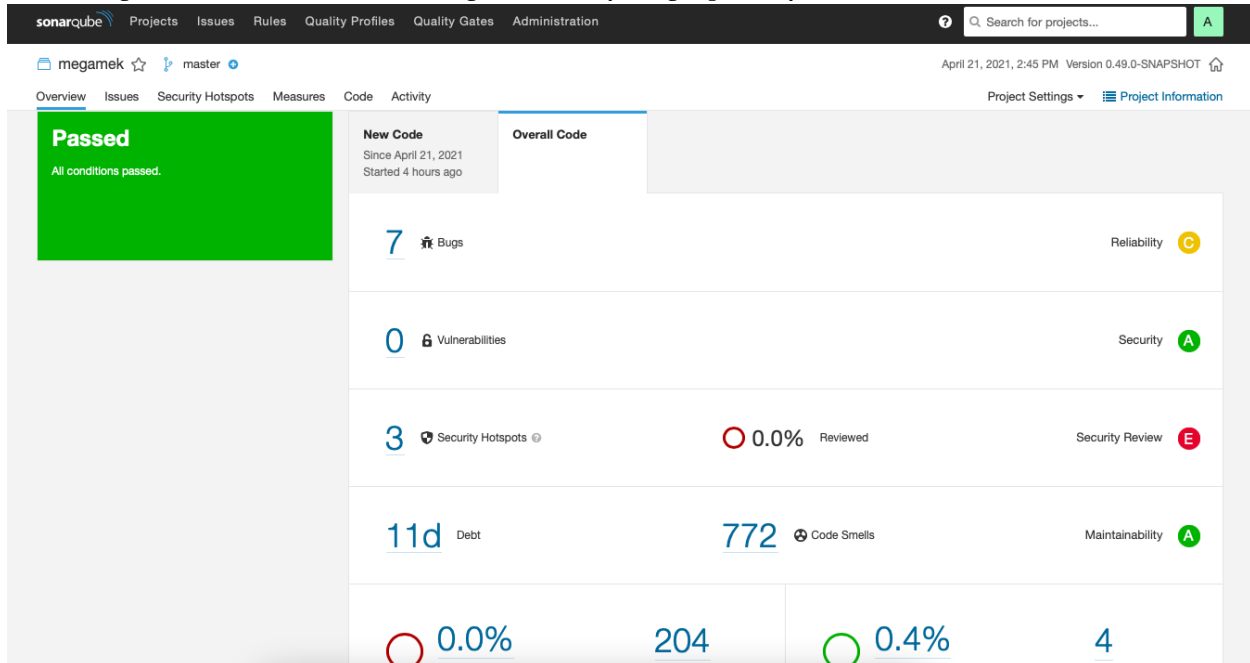 sonarqube Projects Issues Rules Quality Profiles Quality Gates Administration ? Search for projects... A
megamek master April 21, 2021, 2:45 PM Version 0.49.0-SNAPSHOT
Overview Issues Security Hotspots Measures Code Activity Project Settings Project Information
Passed
All conditions passed.
New Code
Since April 21, 2021
Started 4 hours ago
Overall Code
7 Bugs Reliability C
0 Vulnerabilities Security A
3 Security Hotspots ? 0.0% Reviewed Security Review E
11d Debt 772 Code Smells Maintainability A
0.0% 204 0.4% 4